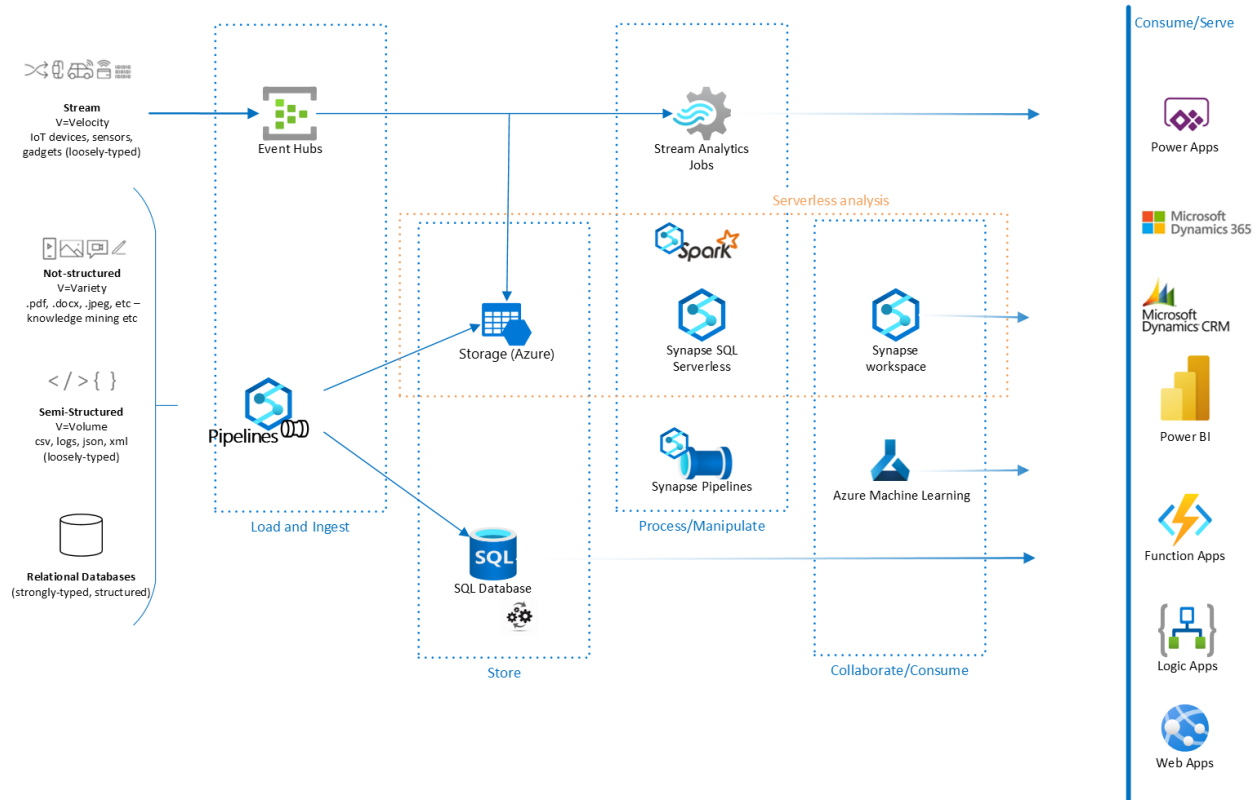 Consume/Serve
Stream
V=Velocity
IoT devices, sensors,
gadgets (loosely-typed)
Event Hubs
Stream Analytics
Jobs
Power Apps
Serverless analysis
Microsoft
Dynamics 365
Not-structured
V=Variety
.pdf, .docx, .jpeg, etc –
knowledge mining etc
Spark
Storage (Azure)
Synapse SQL
Serverless
Synapse
workspace
Microsoft
Dynamics CRM
</>{ }
Semi-Structured
V=Volume
csv, logs, json, xml
(loosely-typed)
Pipelines
Synapse Pipelines
Azure Machine Learning
Power BI
Load and Ingest
Process/Manipulate
Relational Databases
(strongly-typed, structured)
SQL
SQL Database
Function Apps
Store
Collaborate/Consume
Logic Apps
Web Apps